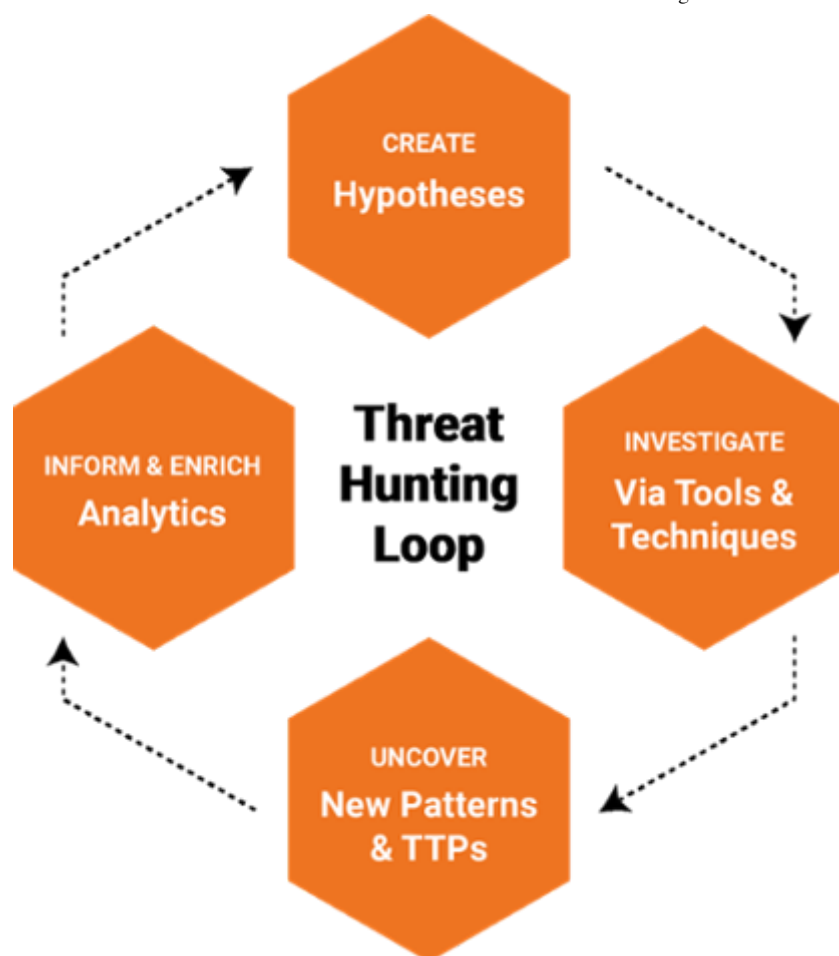 CREATE
Hypotheses
Threat
Hunting
Loop
INVESTIGATE
Via Tools &
Techniques
UNCOVER
New Patterns
& TTPs
INFORM & ENRICH
Analytics